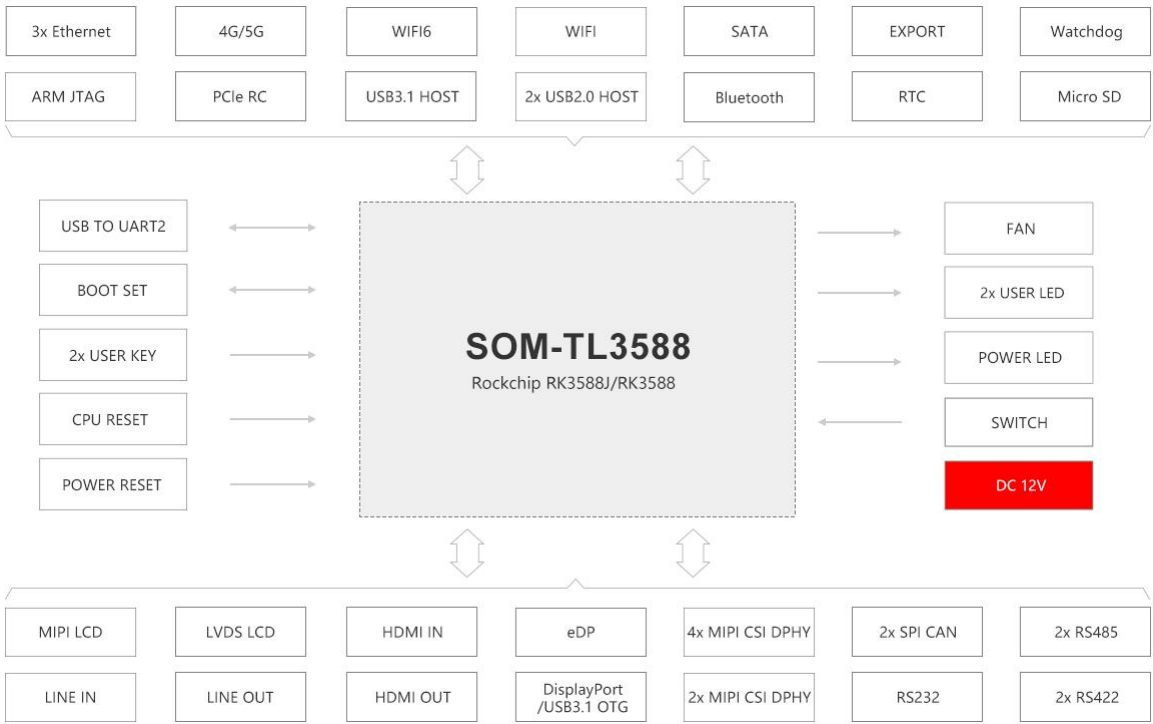 3x Ethernet
4G/5G
WIFI6
WIFI
SATA
EXPORT
Watchdog
ARM JTAG
PCIe RC
USB3.1 HOST
2x USB2.0 HOST
Bluetooth
RTC
Micro SD
USB TO UART2
BOOT SET
2x USER KEY
CPU RESET
POWER RESET
SOM-TL3588
Rockchip RK3588J/RK3588
FAN
2x USER LED
POWER LED
SWITCH
DC 12V
MIPI LCD
LVDS LCD
HDMI IN
eDP
4x MIPI CSI DPHY
2x SPI CAN
2x RS485
LINE IN
LINE OUT
HDMI OUT
DisplayPort
/USB3.1 OTG
2x MIPI CSI DPHY
RS232
2x RS422